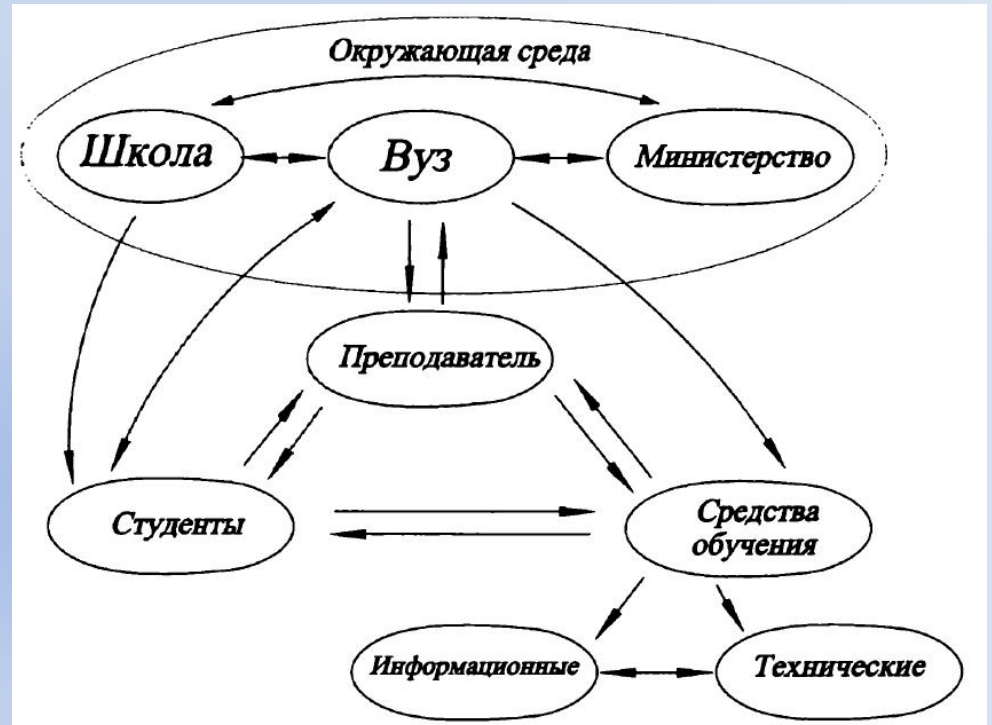 Окружающая среда
Школа
Вуз
Министерство
Преподаватель
Студенты
Средства
обучения
Информационные
Технические